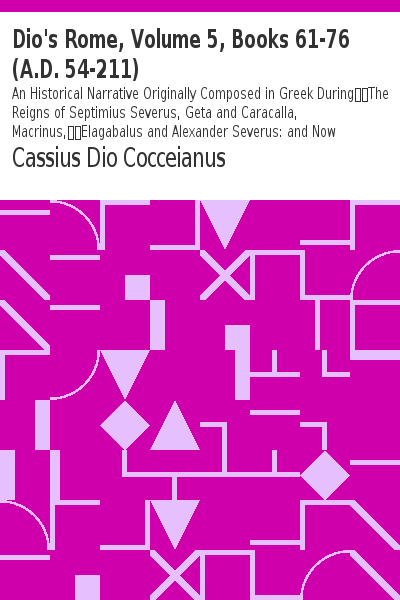 Dio's Rome, Volume 5, Books 61-76
(A.D. 54-211)
An Historical Narrative Originally Composed in Greek During▯▯The
Reigns of Septimius Severus, Geta and Caracalla,
Macrinus,▯▯Elagabalus and Alexander Severus: and Now
Cassius Dio Cocceianus